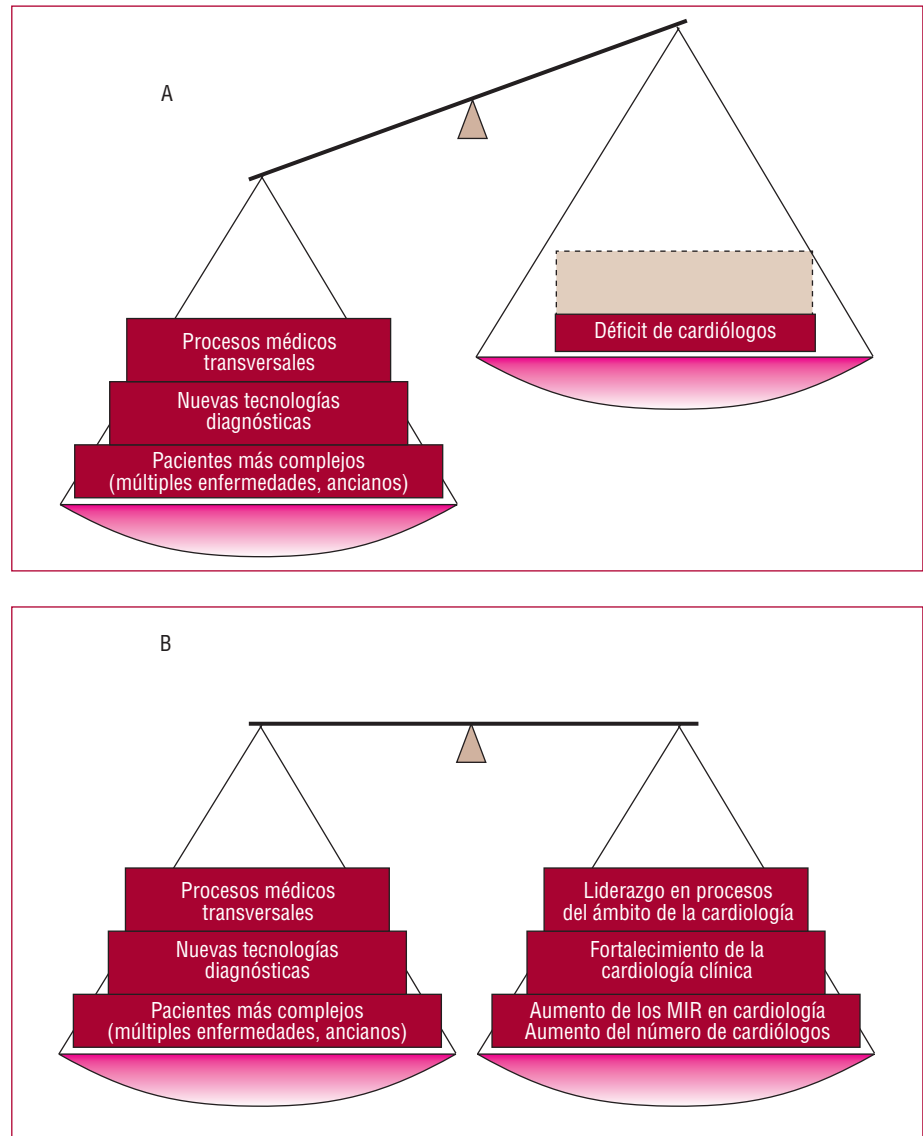 A
Procesos médicos
transversales
Nuevas tecnologías
diagnósticas
Pacientes más complejos
(múltiples enfermedades, ancianos)
Déficit de cardiólogos
B
Procesos médicos
transversales
Nuevas tecnologías
diagnósticas
Pacientes más complejos
(múltiples enfermedades, ancianos)
Liderazgo en procesos
del ámbito de la cardiología
Fortalecimiento de la
cardiología clínica
Aumento de los MIR en cardiología
Aumento del número de cardiólogos